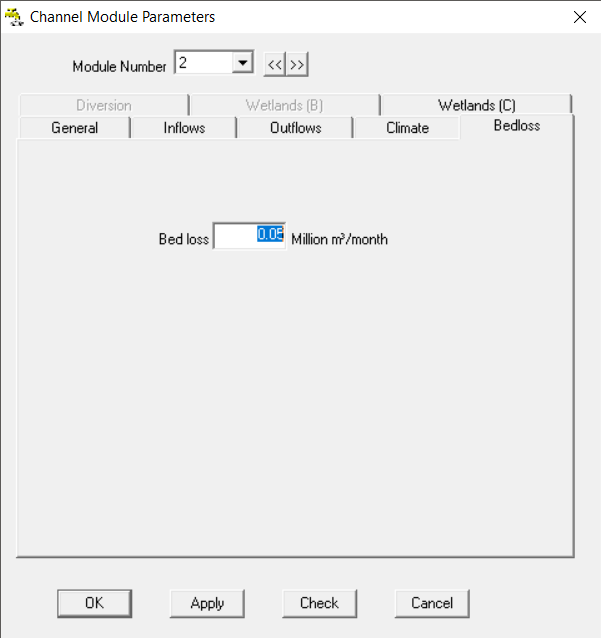 Channel Module Parameters
Module Number 2 << >>
Diversion Wetlands (B) Wetlands (C)
General Inflows Outflows Climate Bedloss
Bed loss 0.05 Million m³/month
OK Apply Check Cancel